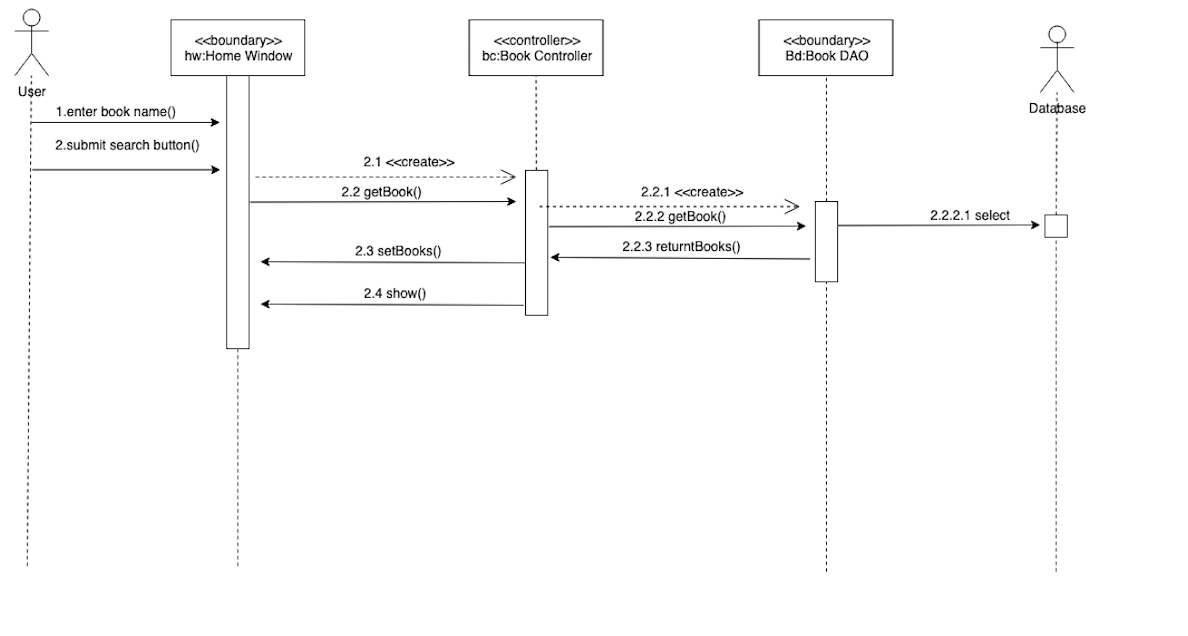 <<boundary>>
hw:Home Window
<<controller>>
bc:Book Controller
<<boundary>>
Bd:Book DAO
User
Database
1.enter book name()
2.submit search button()
2.1 <<create>>
2.2 getBook()
2.2.1 <<create>>
2.2.2 getBook()
2.2.2.1 select
2.2.3 returntBooks()
2.3 setBooks()
2.4 show()